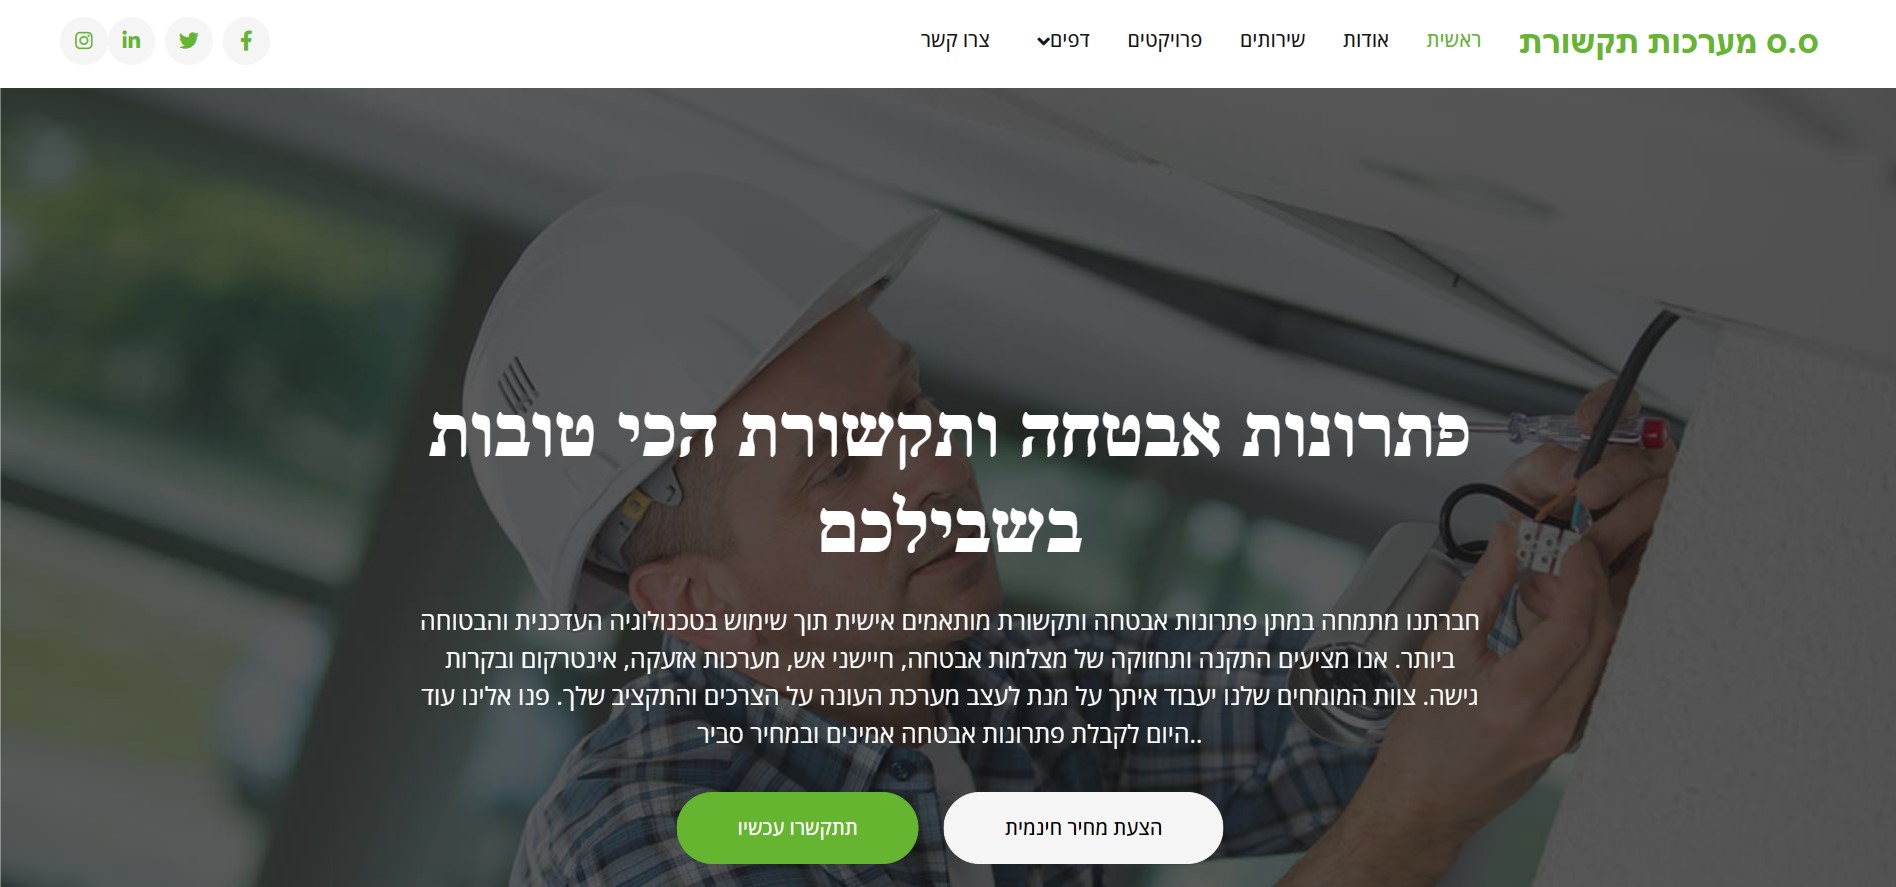 ס.ס מערכות תקשורת
ראשית
אודות
שירותים
פרויקטים
דפים
צרו קשר
פתרונות אבטחה ותקשורת הכי טובות
בשבילכם
חברתנו מתמחה במתן פתרונות אבטחה ותקשורת מותאמים אישית תוך שימוש בטכנולוגיה העדכנית והבטוחה
ביותר. אנו מציעים התקנה ותחזוקה של מצלמות אבטחה, חיישני אש, מערכות אזעקה, אינטרקום ובקרות
גישה. צוות המומחים שלנו יעבוד איתך על מנת לעצב מערכת העונה על הצרכים והתקציב שלך. פנו אלינו עוד
..היום לקבלת פתרונות אבטחה אמינים ובמחיר סביר
הצעת מחיר חינמית
תתקשרו עכשיו